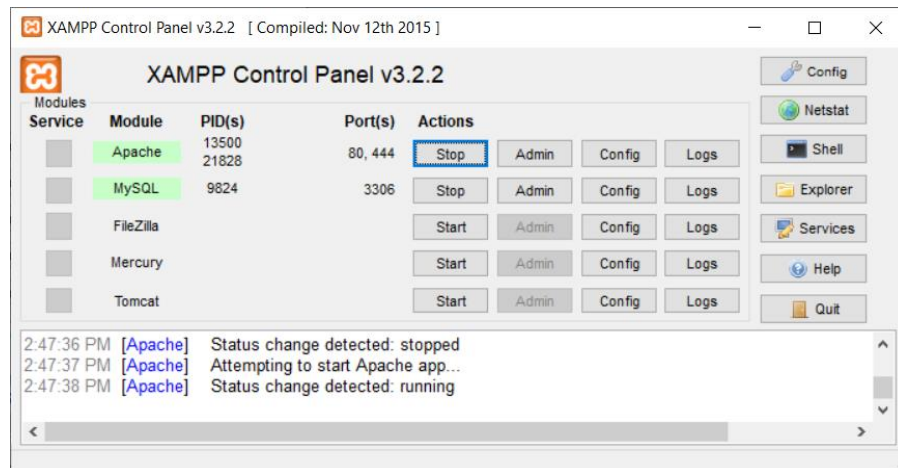 XAMPP Control Panel v3.2.2 [ Compiled: Nov 12th 2015 ]
XAMPP Control Panel v3.2.2
Config
Modules
Service Module PID(s) Port(s) Actions
Netstat
Apache 13500 21828 80, 444 Stop Admin Config Logs
Shell
MySQL 9824 3306 Stop Admin Config Logs
Explorer
FileZilla Start Admin Config Logs
Services
Mercury Start Admin Config Logs
Help
Tomcat Start Admin Config Logs
Quit
2:47:36 PM [Apache] Status change detected: stopped
2:47:37 PM [Apache] Attempting to start Apache app...
2:47:38 PM [Apache] Status change detected: running